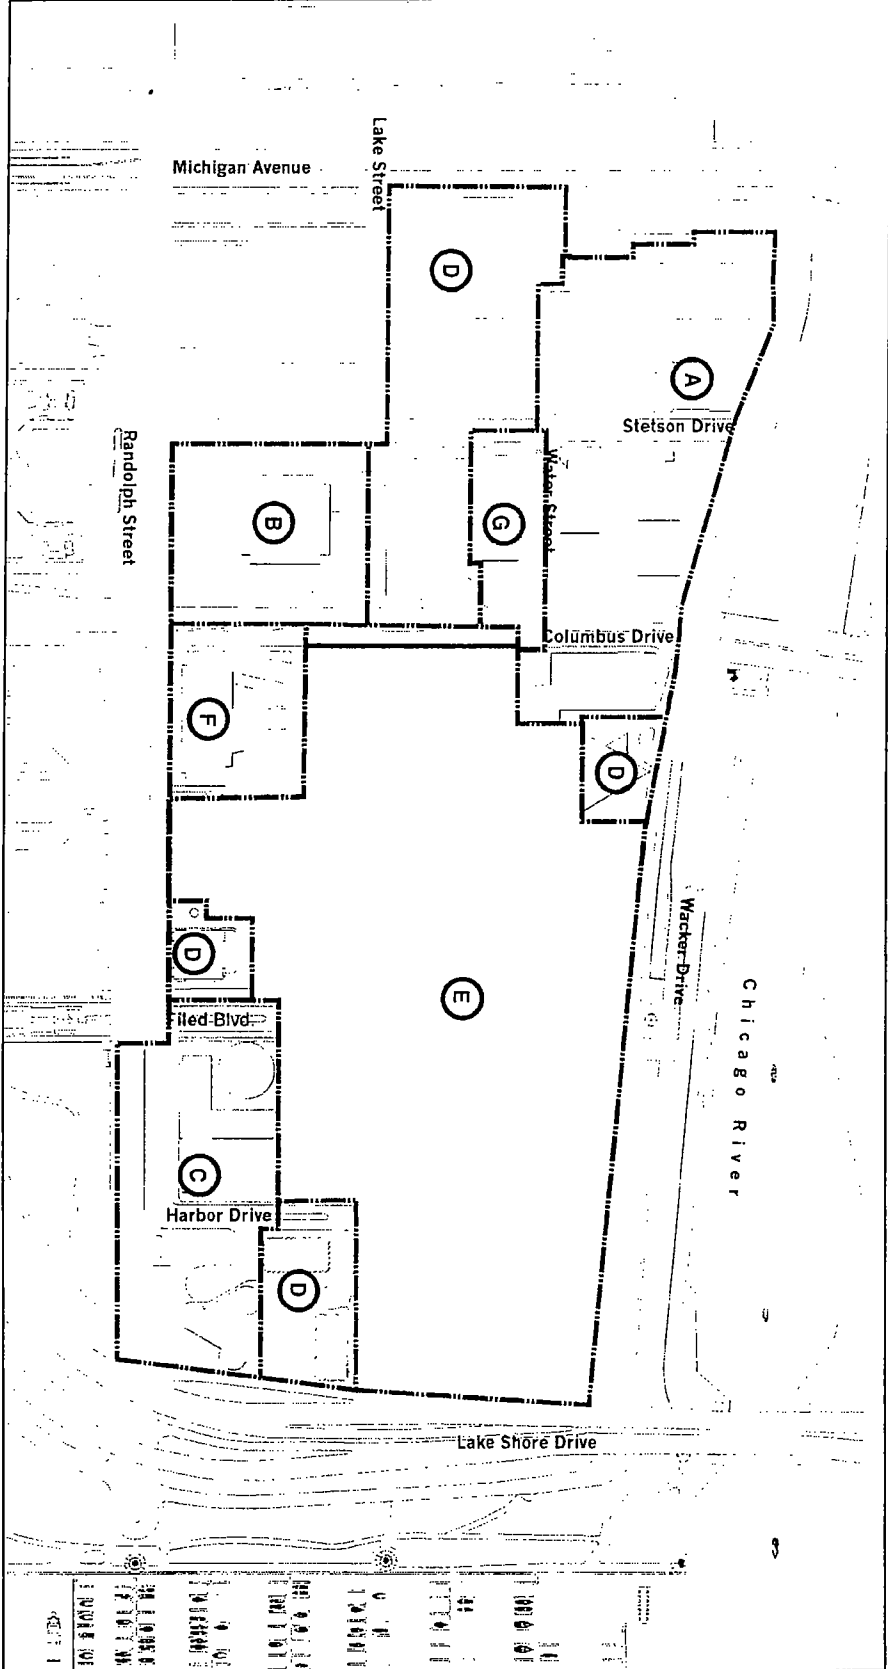 Michigan Avenue
Lake Street
D
A
Stetson Drive
Randolph Street
B
G
Water Street
Columbus Drive
F
D
Wacker Drive
D
E
Chicago River
Filed Blvd.
C
Harbor Drive
D
Lake Shore Drive